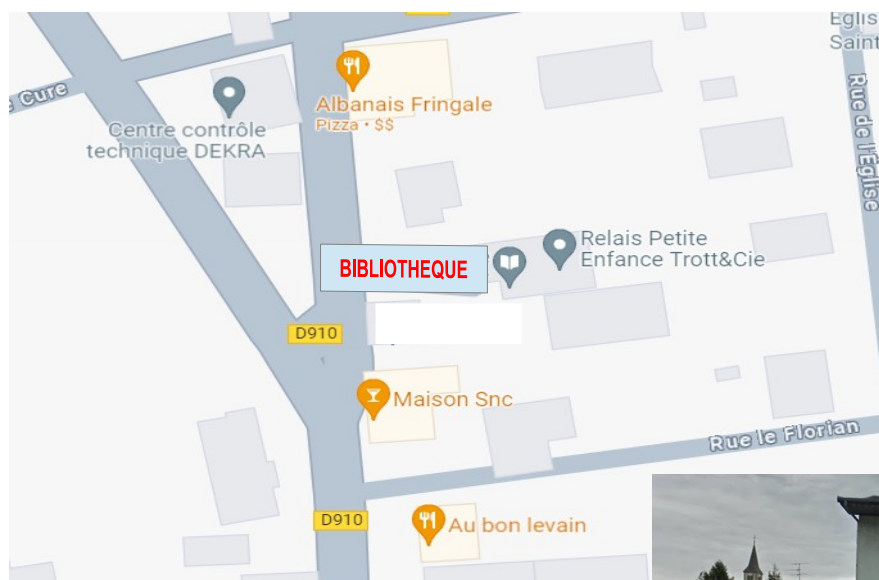 Eglis
Saint
e Cure
Albanais Fringale
Pizza • $$
Centre contrôle
technique DEKRA
Rue de l'Église
BIBLIOTHEQUE
Relais Petite
Enfance Trott&Cie
D910
Maison Snc
Rue le Florian
D910
Au bon levain